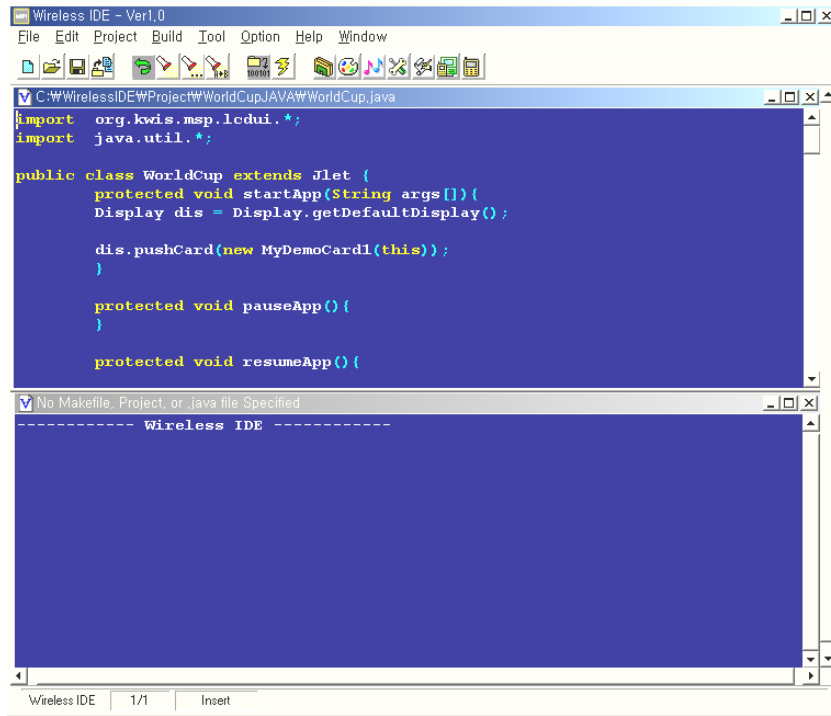 Wireless IDE - Ver1.0
File Edit Project Build Tool Option Help Window
C:₩WirelessIDE₩Project₩WorldCupJAVA₩WorldCup.java
import org.kwis.msp.lcdui.*;
import java.util.*;
public class WorldCup extends Jlet {
protected void startApp(String args[]){
Display dis = Display.getDefaultDisplay();
dis.pushCard(new MyDemoCard1(this));
}
protected void pauseApp(){
}
protected void resumeApp(){
No Makefile, Project, or .java file Specified
------------ Wireless IDE ------------
Wireless IDE 1/1 Insert